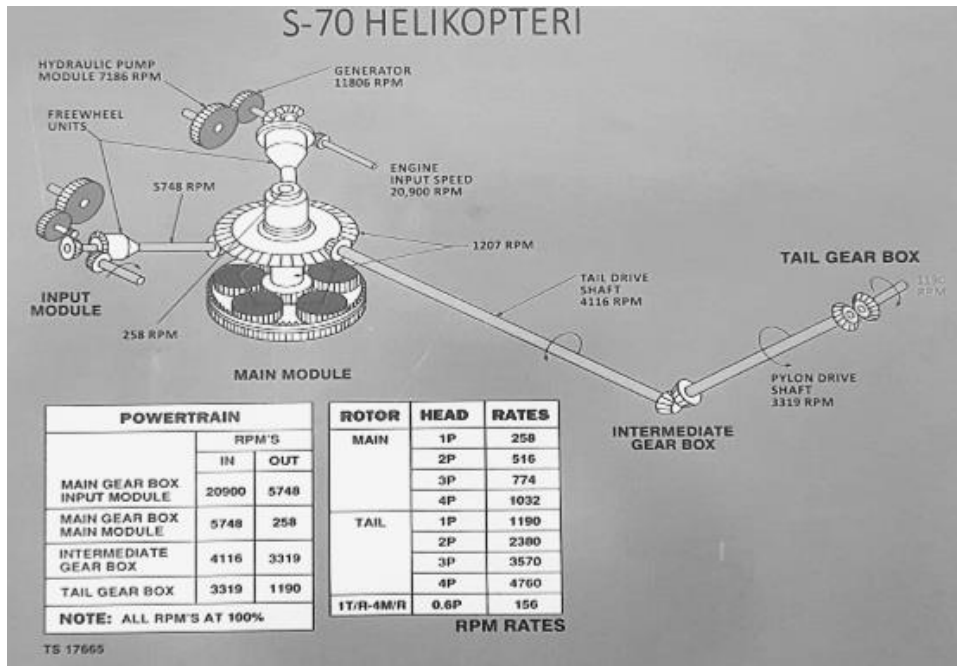 S-70 HELIKOPTERİ
HYDRAULIC PUMP
MODULE 7186 RPM
GENERATOR
11806 RPM
FREEWHEEL
UNITS
ENGINE
INPUT SPEED
20,900 RPM
5748 RPM
1207 RPM
TAIL GEAR BOX
1190
RPM
TAIL DRIVE
SHAFT
4116 RPM
INPUT
MODULE
258 RPM
MAIN MODULE
PYLON DRIVE
SHAFT
3319 RPM
INTERMEDIATE
GEAR BOX
POWERTRAIN
RPM'S
IN OUT
MAIN GEAR BOX
INPUT MODULE 20900 5748
MAIN GEAR BOX
MAIN MODULE 5748 258
INTERMEDIATE
GEAR BOX 4116 3319
TAIL GEAR BOX 3319 1190
NOTE: ALL RPM'S AT 100%
ROTOR HEAD RATES
MAIN 1P 258
2P 516
3P 774
4P 1032
TAIL 1P 1190
2P 2380
3P 3570
4P 4760
1T/R-4M/R 0.6P 156
RPM RATES
TS 17665